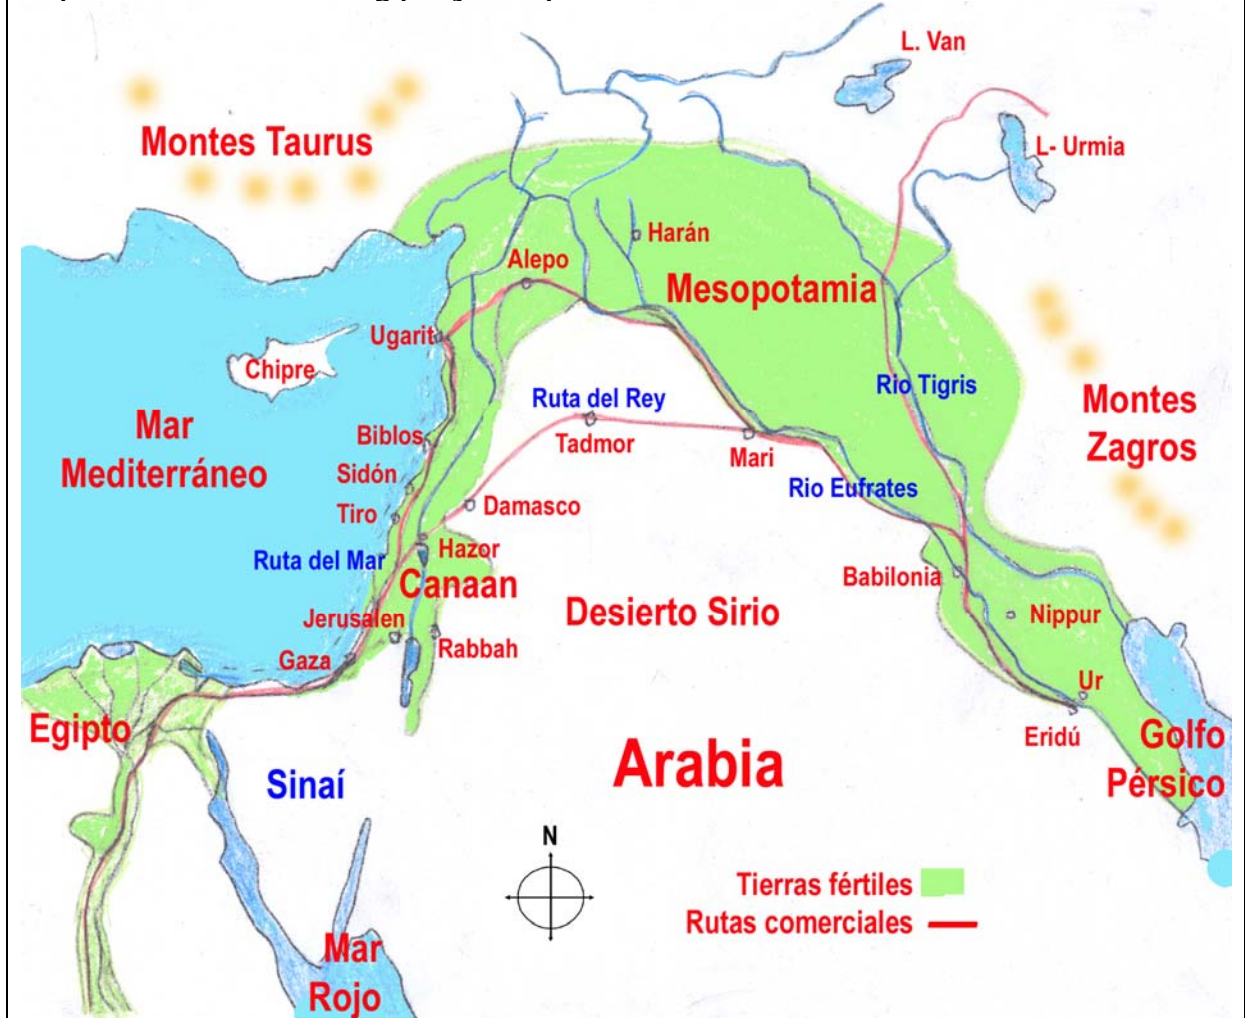 L. Van
Montes Taurus
L- Urmia
Harán
Alepo
Mesopotamia
Ugarit
Chipre
Rio Tigris
Ruta del Rey
Montes
Zagros
Mar
Mediterráneo
Biblos
Tadmor
Mari
Sidón
Rio Eufrates
Tiro
Damasco
Hazor
Ruta del Mar
Canaan
Babilonia
Desierto Sirio
Jerusalen
Nippur
Rabbah
Gaza
Ur
Egipto
Eridú
Golfo
Pérsico
Arabia
Sinaí
N
Tierras fértiles
Rutas comerciales
Mar
Rojo